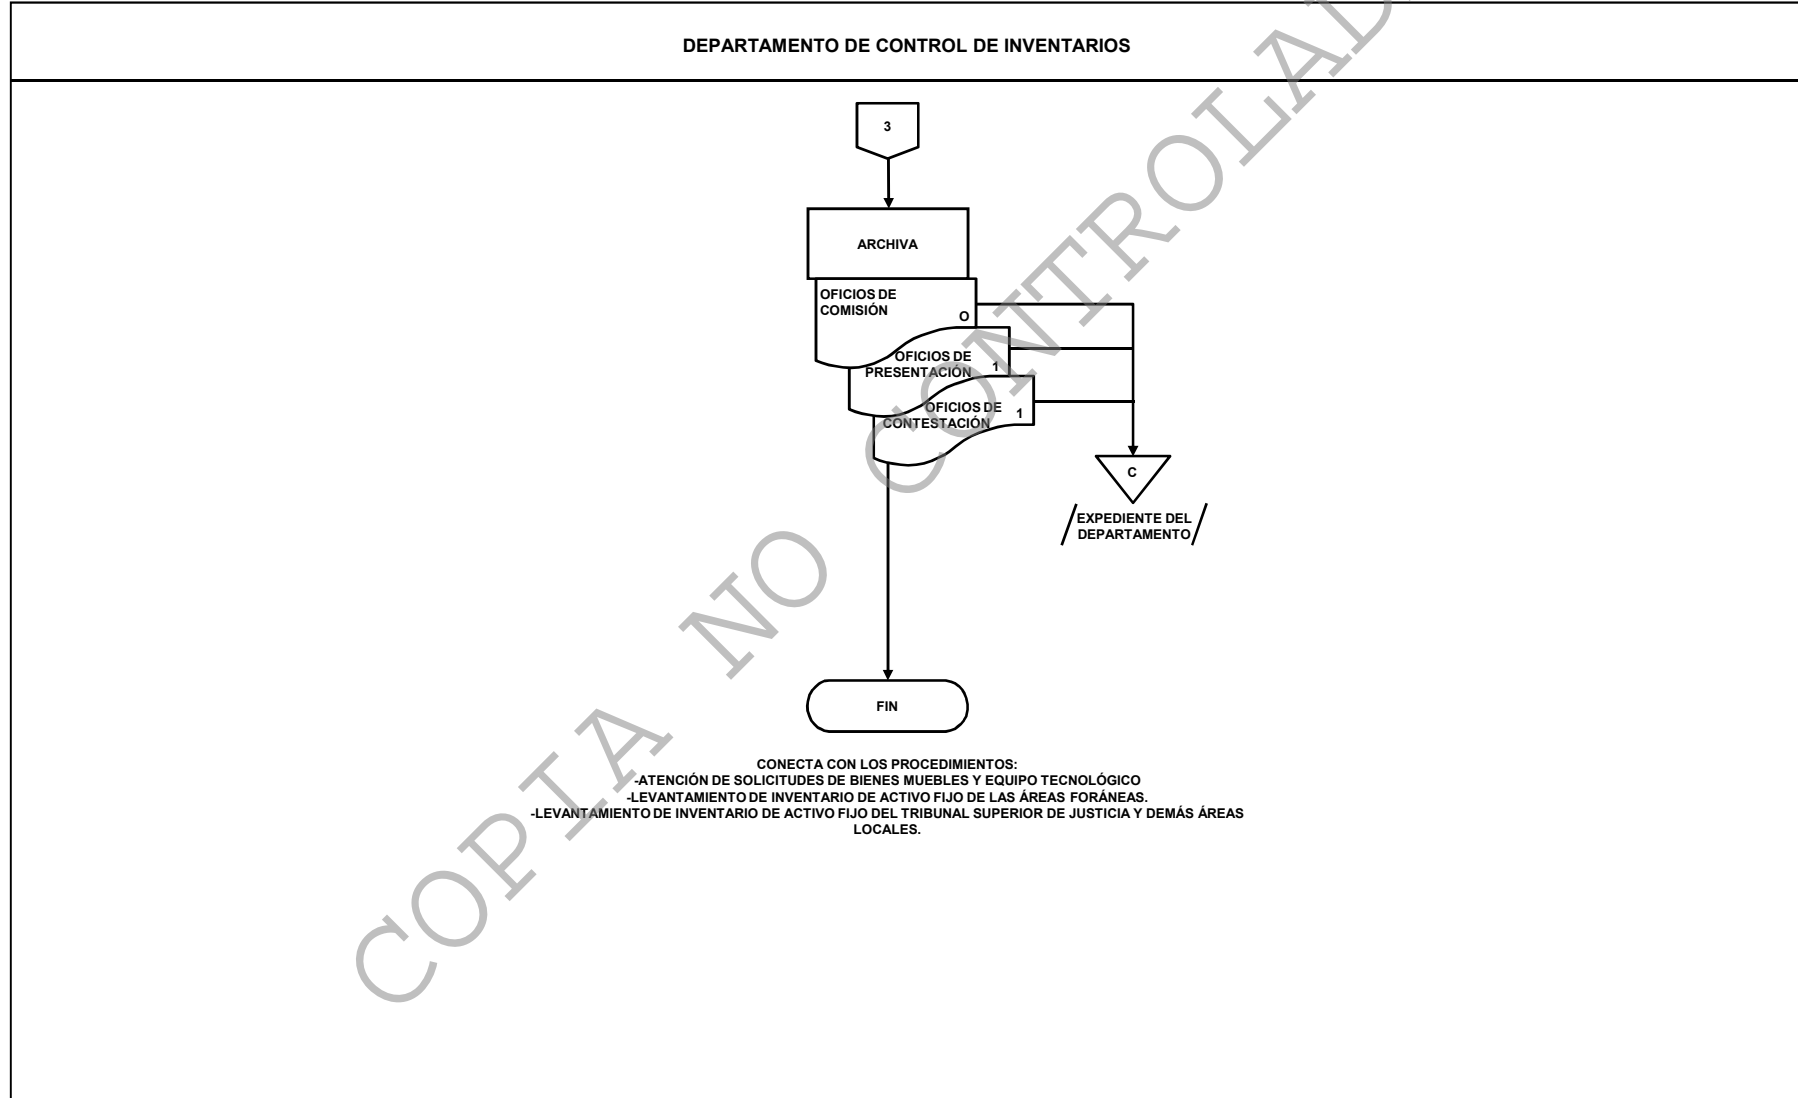 DEPARTAMENTO DE CONTROL DE INVENTARIOS
3
ARCHIVA
OFICIOS DE
COMISIÓN
O
OFICIOS DE
PRESENTACIÓN 1
OFICIOS DE
CONTESTACIÓN 1
C
EXPEDIENTE DEL
DEPARTAMENTO
FIN
CONECTA CON LOS PROCEDIMIENTOS:
-ATENCIÓN DE SOLICITUDES DE BIENES MUEBLES Y EQUIPO TECNOLÓGICO
-LEVANTAMIENTO DE INVENTARIO DE ACTIVO FIJO DE LAS ÁREAS FORÁNEAS.
-LEVANTAMIENTO DE INVENTARIO DE ACTIVO FIJO DEL TRIBUNAL SUPERIOR DE JUSTICIA Y DEMÁS ÁREAS
LOCALES.
COPIA NO CONTROLAD